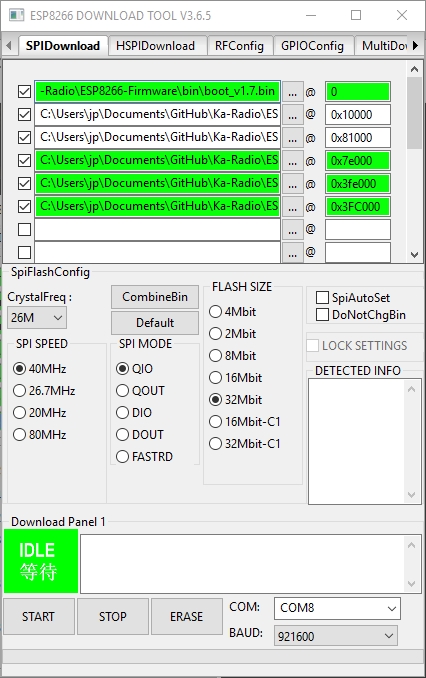 ESP8266 DOWNLOAD TOOL V3.6.5
SPIDownload HSPIDownload RFConfig GPIOConfig MultiDow
-Radio\ESP8266-Firmware\bin\boot_v1.7.bin ... @ 0
C:\Users\jp\Documents\GitHub\Ka-Radio\ES ... @ 0x10000
C:\Users\jp\Documents\GitHub\Ka-Radio\ES ... @ 0x81000
C:\Users\jp\Documents\GitHub\Ka-Radio\ES ... @ 0x7e000
C:\Users\jp\Documents\GitHub\Ka-Radio\ES ... @ 0x3fe000
C:\Users\jp\Documents\GitHub\Ka-Radio\ES ... @ 0x3FC000
... @
... @
SpiFlashConfig
CrystalFreq :
26M
CombineBin
Default
SPI SPEED
40MHz
26.7MHz
20MHz
80MHz
SPI MODE
QIO
QOUT
DIO
DOUT
FASTRD
FLASH SIZE
4Mbit
2Mbit
8Mbit
16Mbit
32Mbit
16Mbit-C1
32Mbit-C1
SpiAutoSet
DoNotChgBin
LOCK SETTINGS
DETECTED INFO
Download Panel 1
IDLE
等待
START STOP ERASE
COM: COM8
BAUD: 921600